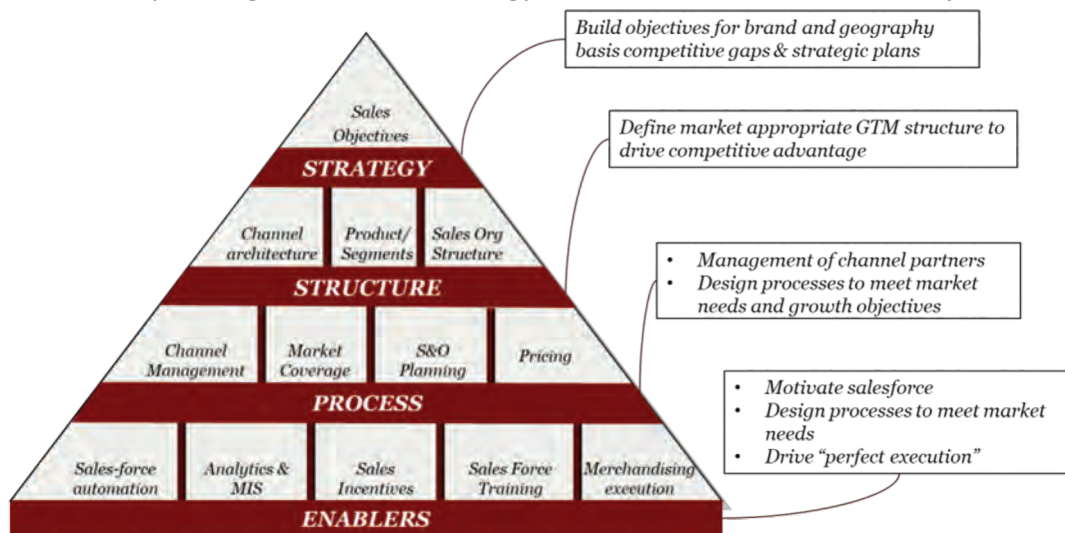 Build objectives for brand and geography
basis competitive gaps & strategic plans
Sales
Objectives
STRATEGY
Define market appropriate GTM structure to
drive competitive advantage
Channel
architecture
Product/
Segments
Sales Org
Structure
STRUCTURE
• Management of channel partners
• Design processes to meet market
needs and growth objectives
Channel
Management
Market
Coverage
S&O
Planning
Pricing
PROCESS
• Motivate salesforce
• Design processes to meet market
needs
• Drive “perfect execution”
Sales-force
automation
Analytics &
MIS
Sales
Incentives
Sales Force
Training
Merchandising
execution
ENABLERS